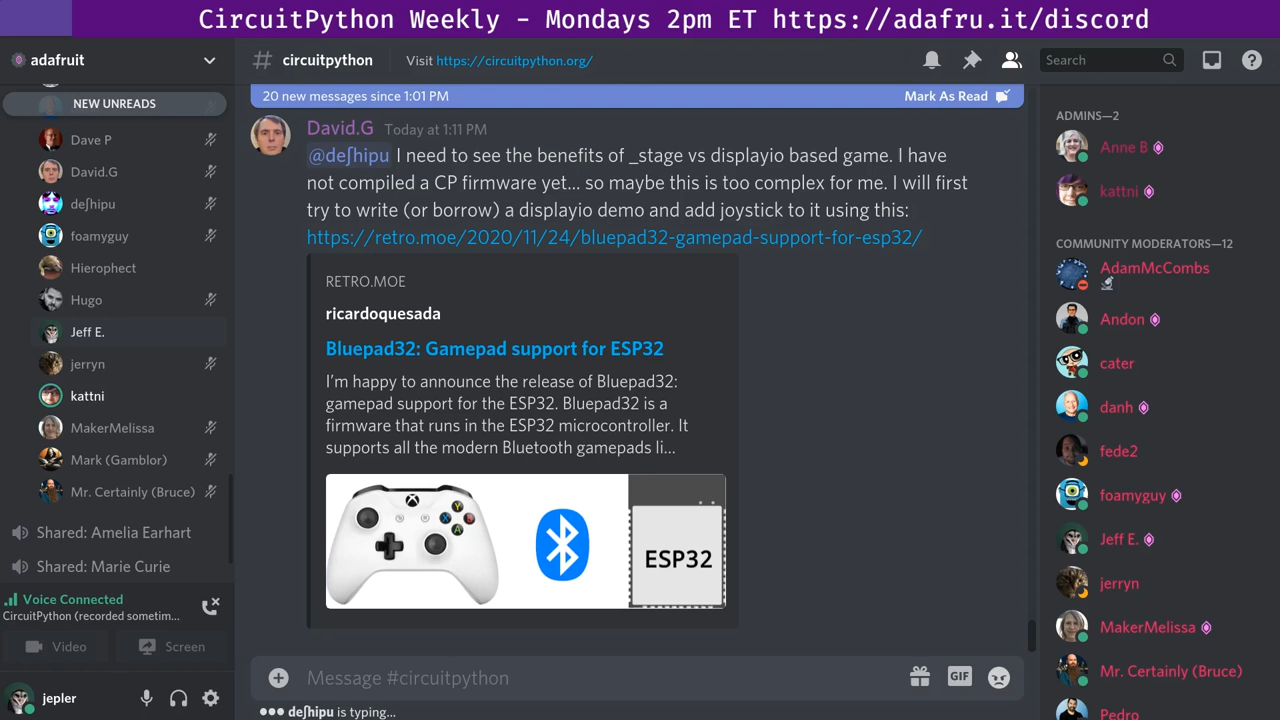 CircuitPython Weekly – Mondays 2pm ET https://adafru.it/discord
adafruit
NEW UNREADS
Dave P
David.G
deʃhipu
foamyguy
Hierophect
Hugo
Jeff E.
jerryn
kattni
MakerMelissa
Mark (Gamblor)
Mr. Certainly (Bruce)
Shared: Amelia Earhart
Shared: Marie Curie
Voice Connected
CircuitPython (recorded sometim...
Video
Screen
jepler
# circuitpython
Visit https://circuitpython.org/
Search
20 new messages since 1:01 PM
Mark As Read
David.G Today at 1:11 PM
@deʃhipu I need to see the benefits of _stage vs displayio based game. I have
not compiled a CP firmware yet... so maybe this is too complex for me. I will first
try to write (or borrow) a displayio demo and add joystick to it using this:
https://retro.moe/2020/11/24/bluepad32-gamepad-support-for-esp32/
RETRO.MOE
ricardoquesada
Bluepad32: Gamepad support for ESP32
I'm happy to announce the release of Bluepad32:
gamepad support for the ESP32. Bluepad32 is a
firmware that runs in the ESP32 microcontroller. It
supports all the modern Bluetooth gamepads li...
Y
X
B
A
ESP32
Message #circuitpython
GIF
deʃhipu is typing...
ADMINS—2
Anne B
kattni
COMMUNITY MODERATORS—12
AdamMcCombs
Andon
cater
danh
fede2
foamyguy
Jeff E.
jerryn
MakerMelissa
Mr. Certainly (Bruce)
Pedro